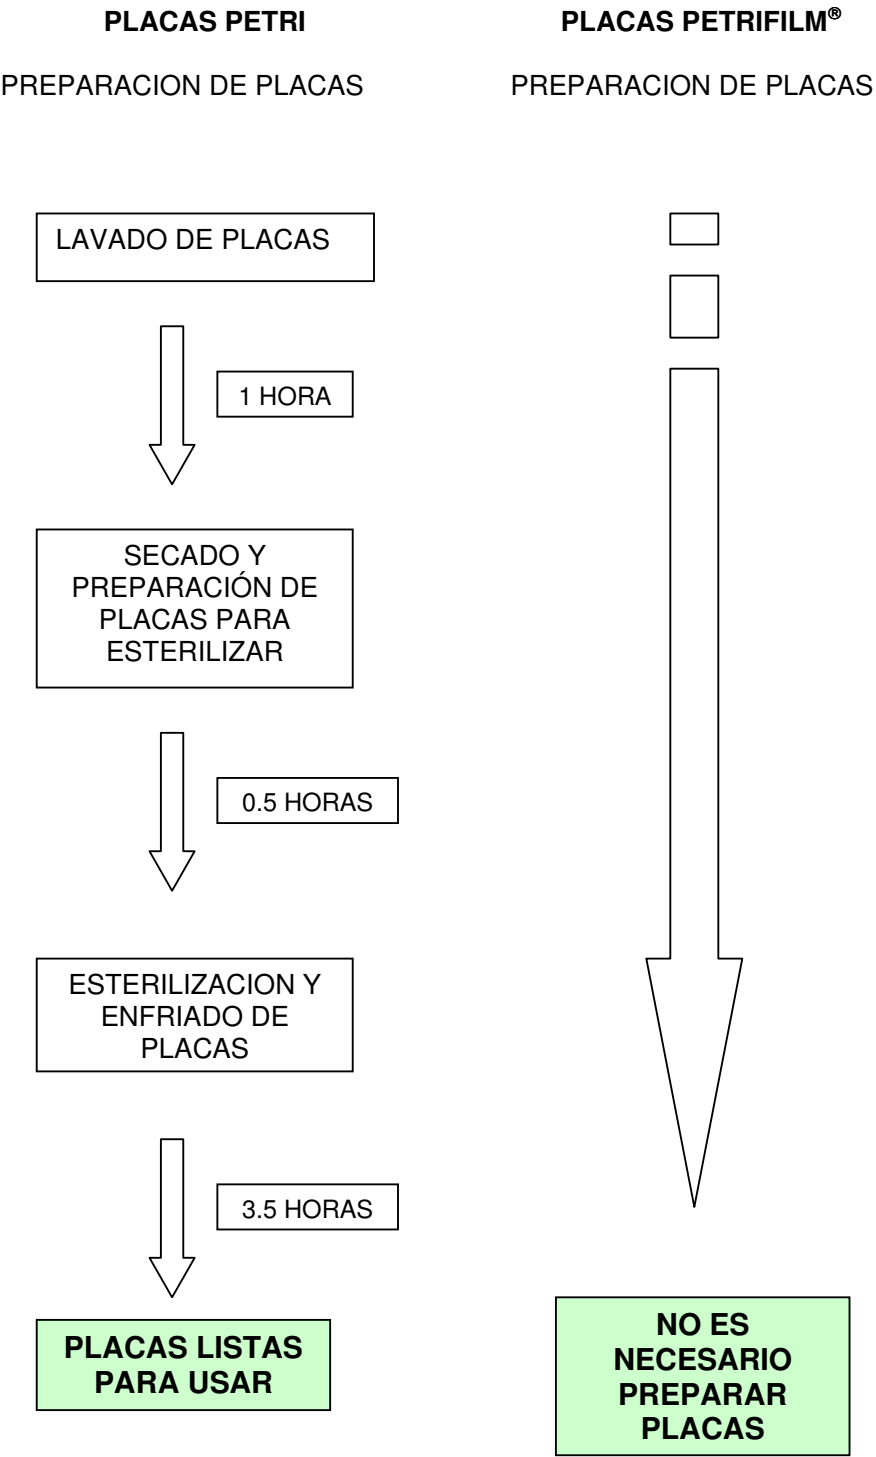 PLACAS PETRI
PLACAS PETRIFILM®
PREPARACION DE PLACAS
PREPARACION DE PLACAS
LAVADO DE PLACAS
1 HORA
SECADO Y
PREPARACIÓN DE
PLACAS PARA
ESTERILIZAR
0.5 HORAS
ESTERILIZACION Y
ENFRIADO DE
PLACAS
3.5 HORAS
PLACAS LISTAS
PARA USAR
NO ES
NECESARIO
PREPARAR
PLACAS